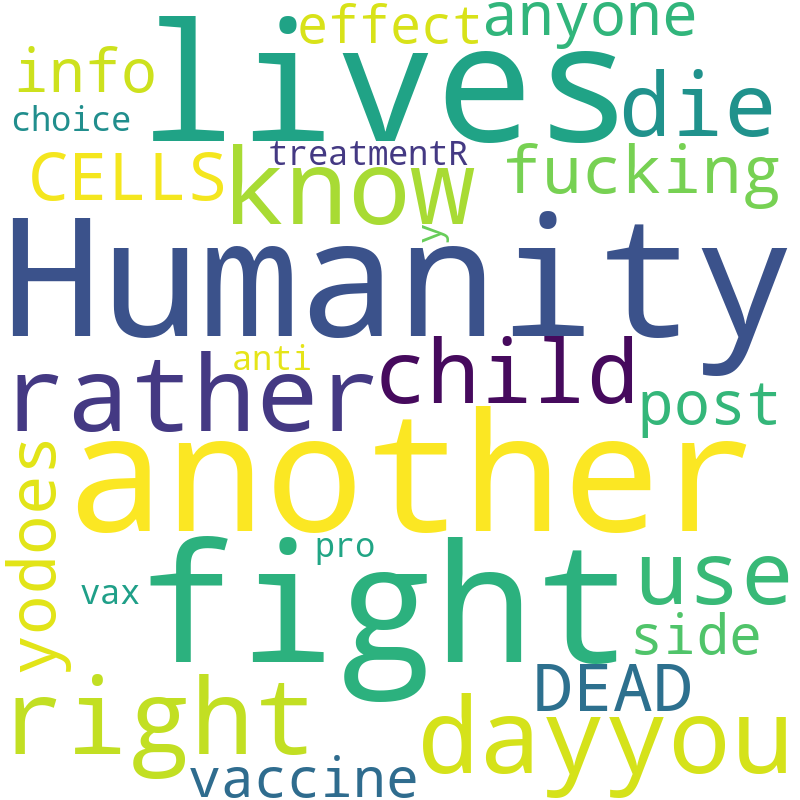 effect anyone
info lives die
choice treatmentR
CELLS know fucking
y
Humanity
anti child
rather post
another
yodoes
pro
vax fight use
side
right DEAD
dayyou
vaccine